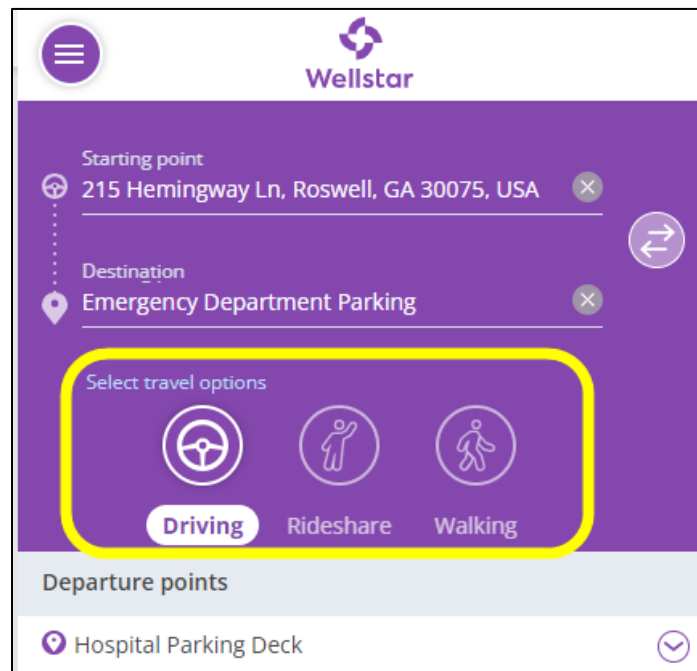 Wellstar
Starting point
215 Hemingway Ln, Roswell, GA 30075, USA
Destination
Emergency Department Parking
Select travel options
Driving Rideshare Walking
Departure points
Hospital Parking Deck